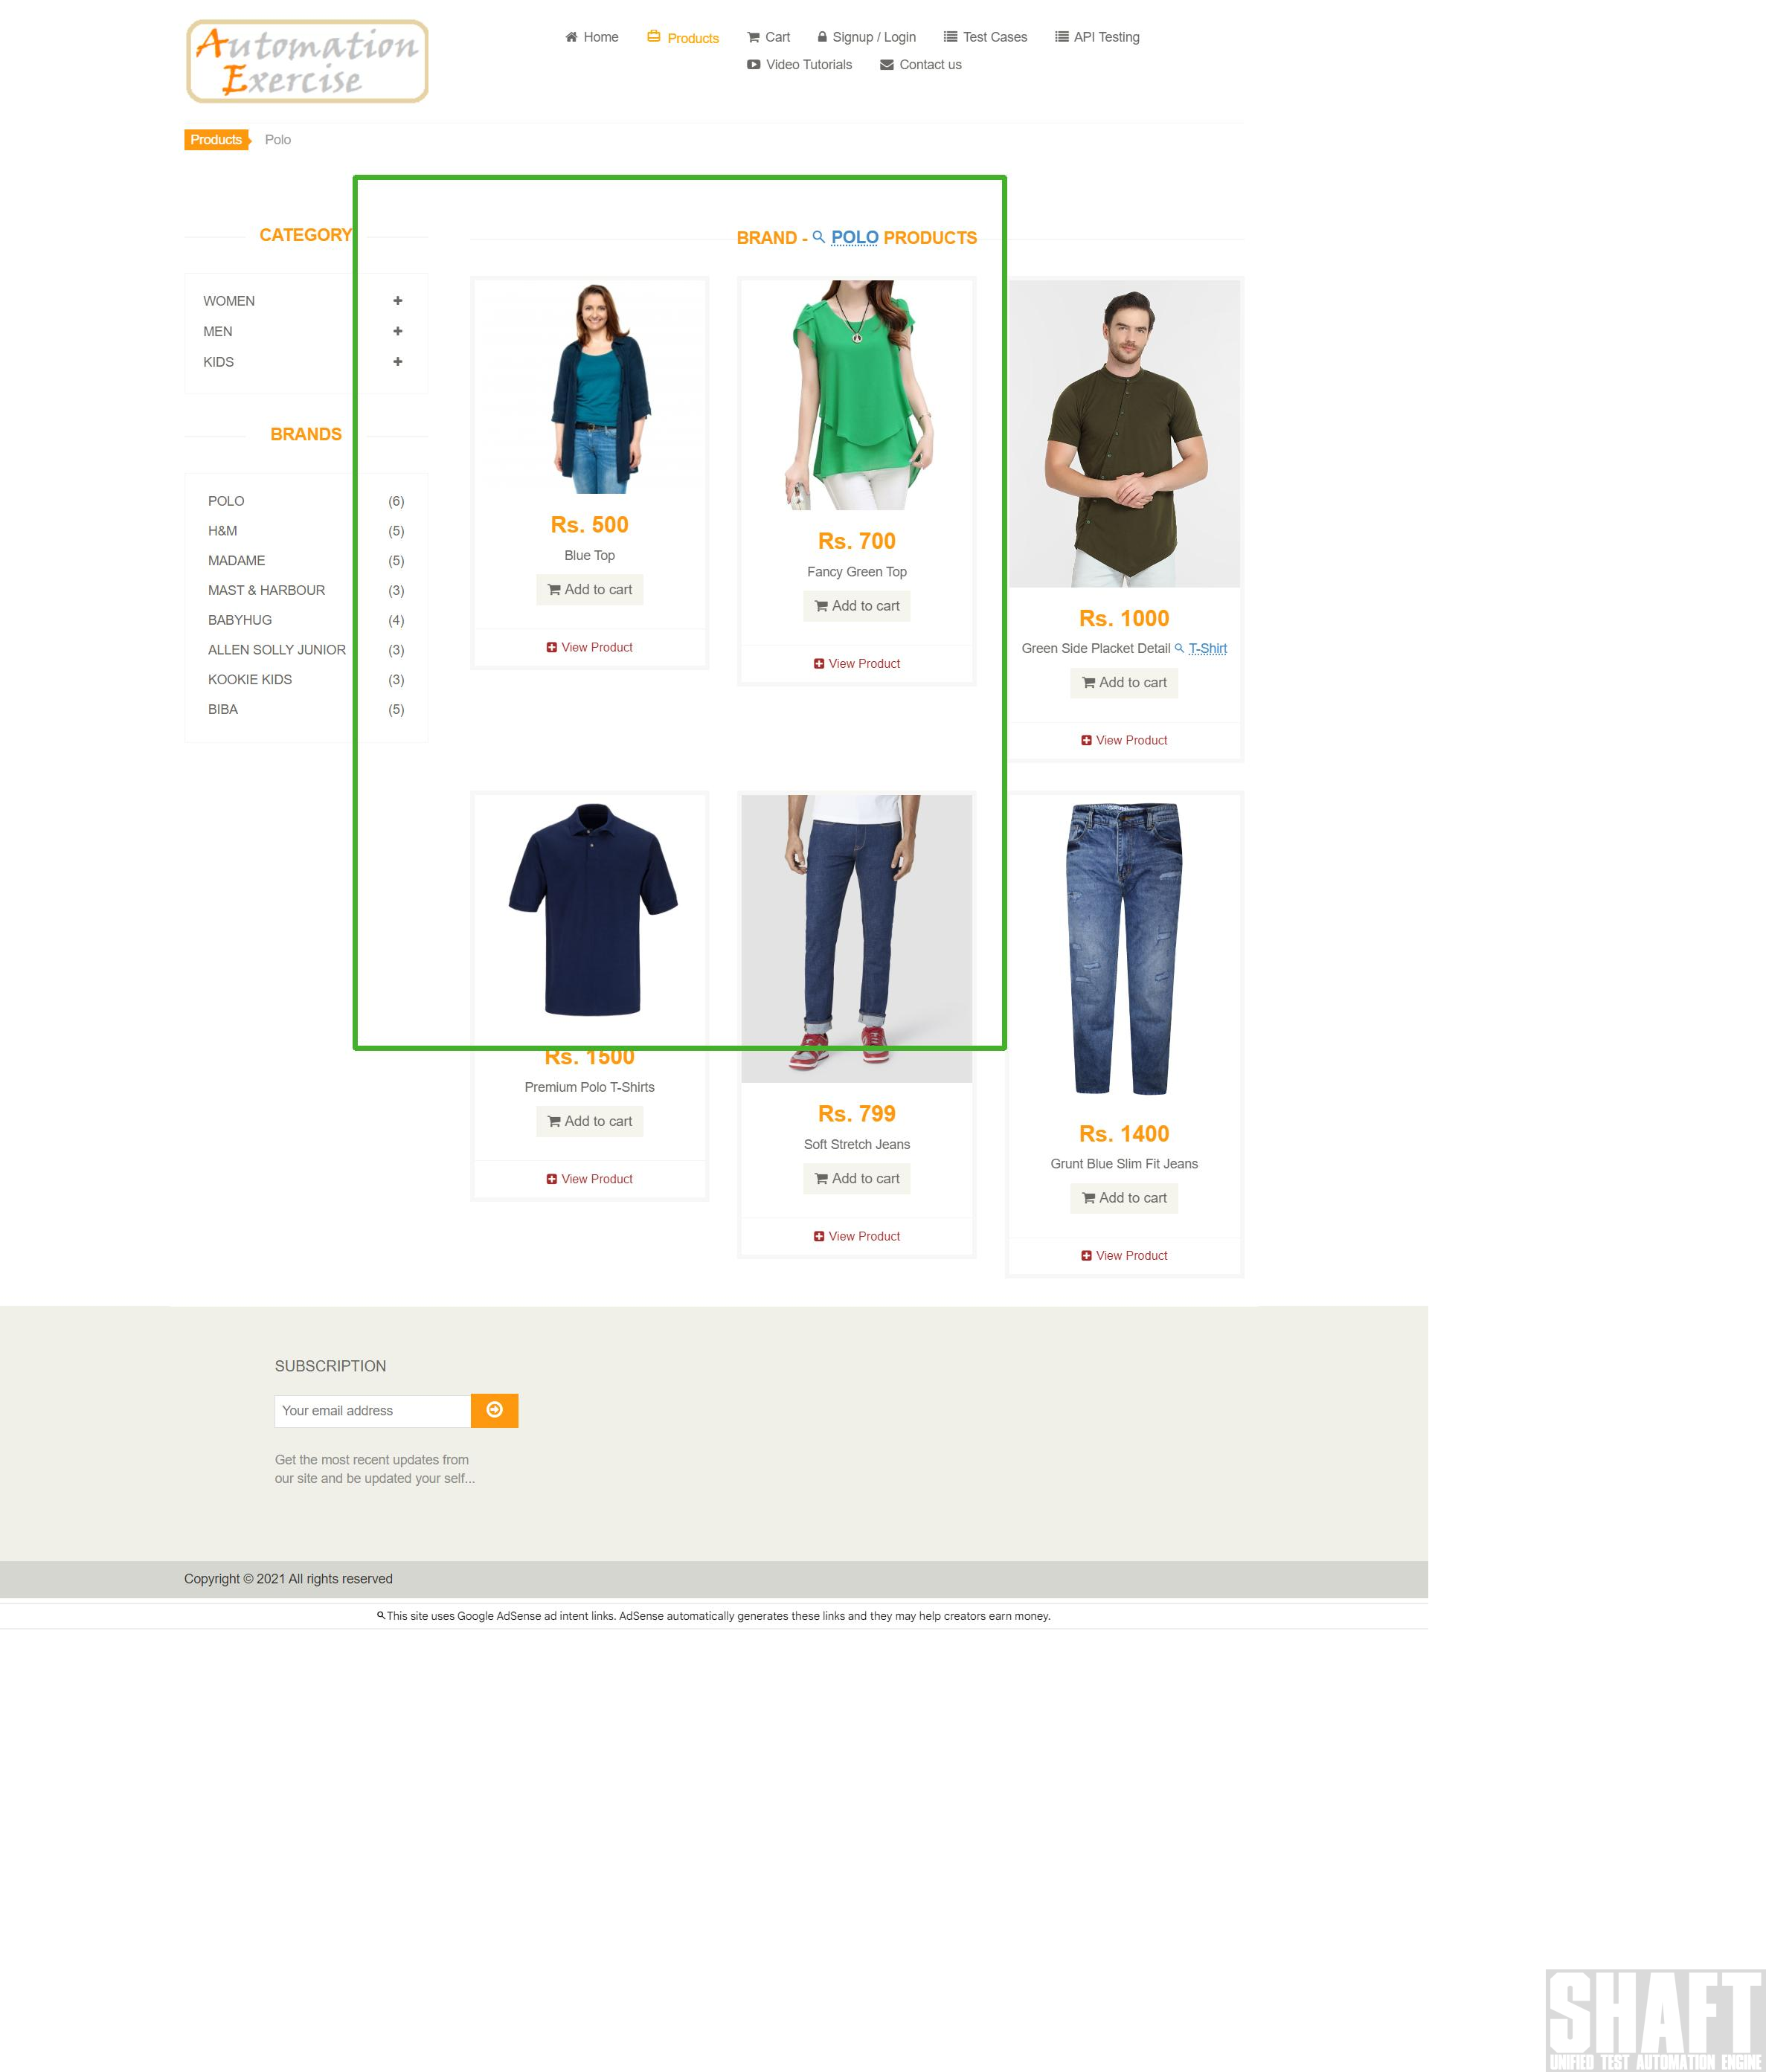 Automation
Exercise
Home
Products
Cart
Signup / Login
Test Cases
API Testing
Video Tutorials
Contact us
Products
Polo
CATEGORY
WOMEN
MEN
KIDS
BRANDS
POLO (6)
H&M (5)
MADAME (5)
MAST & HARBOUR (3)
BABYHUG (4)
ALLEN SOLLY JUNIOR (3)
KOOKIE KIDS (3)
BIBA (5)
BRAND - POLO PRODUCTS
Rs. 500
Blue Top
Add to cart
View Product
Rs. 700
Fancy Green Top
Add to cart
View Product
Rs. 1000
Green Side Placket Detail T-Shirt
Add to cart
View Product
Rs. 1500
Premium Polo T-Shirts
Add to cart
View Product
Rs. 799
Soft Stretch Jeans
Add to cart
View Product
Rs. 1400
Grunt Blue Slim Fit Jeans
Add to cart
View Product
SUBSCRIPTION
Your email address
Get the most recent updates from
our site and be updated your self...
Copyright © 2021 All rights reserved
This site uses Google AdSense ad intent links. AdSense automatically generates these links and they may help creators earn money.
SHAFT
UNIFIED TEST AUTOMATION ENGINE